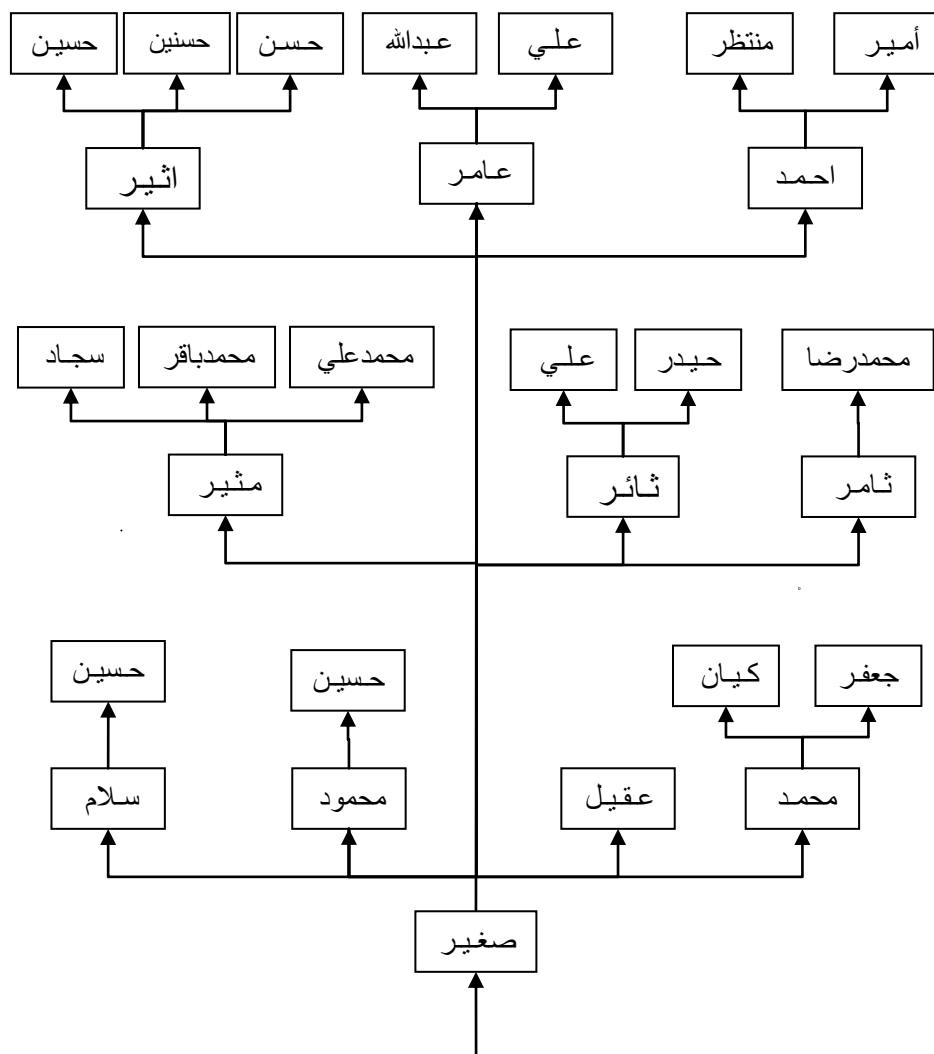 أمير
منتظر
علي
عبدالله
حسن
حسنين
حسين
احمد
عامر
اثير
محمدرضا
حيدر
علي
محمدعلي
محمدباقر
سجاد
ثامر
ثائر
مثير
جعفر
كيان
حسين
حسين
محمد
عقيل
محمود
سلام
صغير